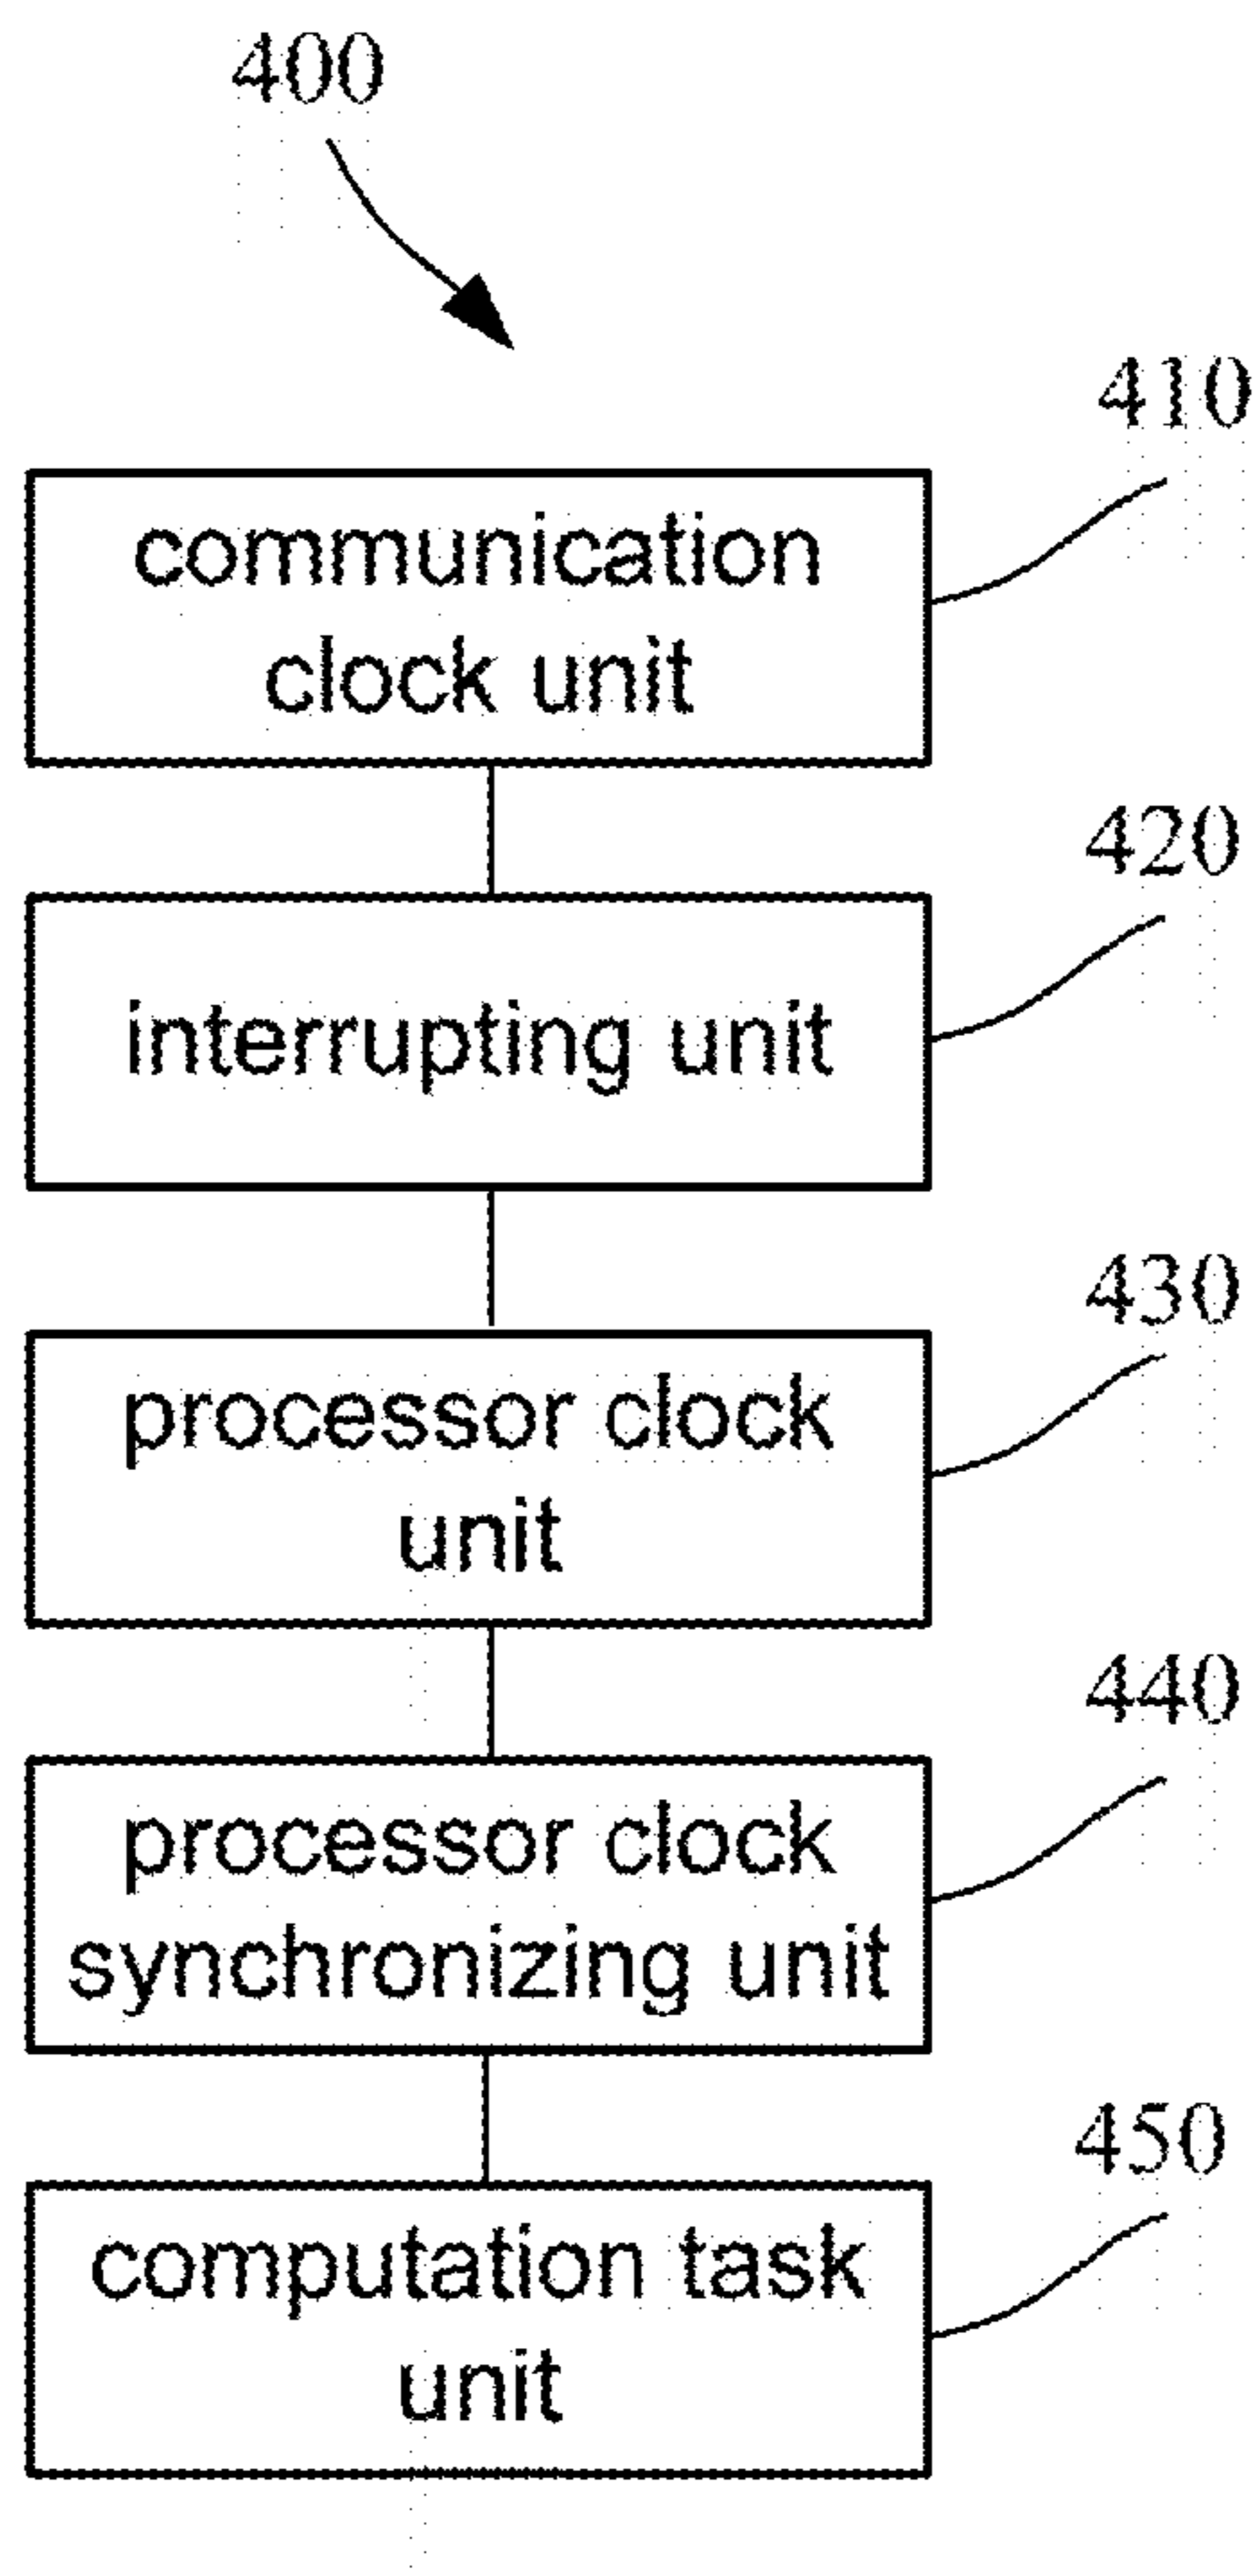 400
410
communication
clock unit
420
interrupting unit
430
processor clock
unit
440
processor clock
synchronizing unit
450
computation task
unit